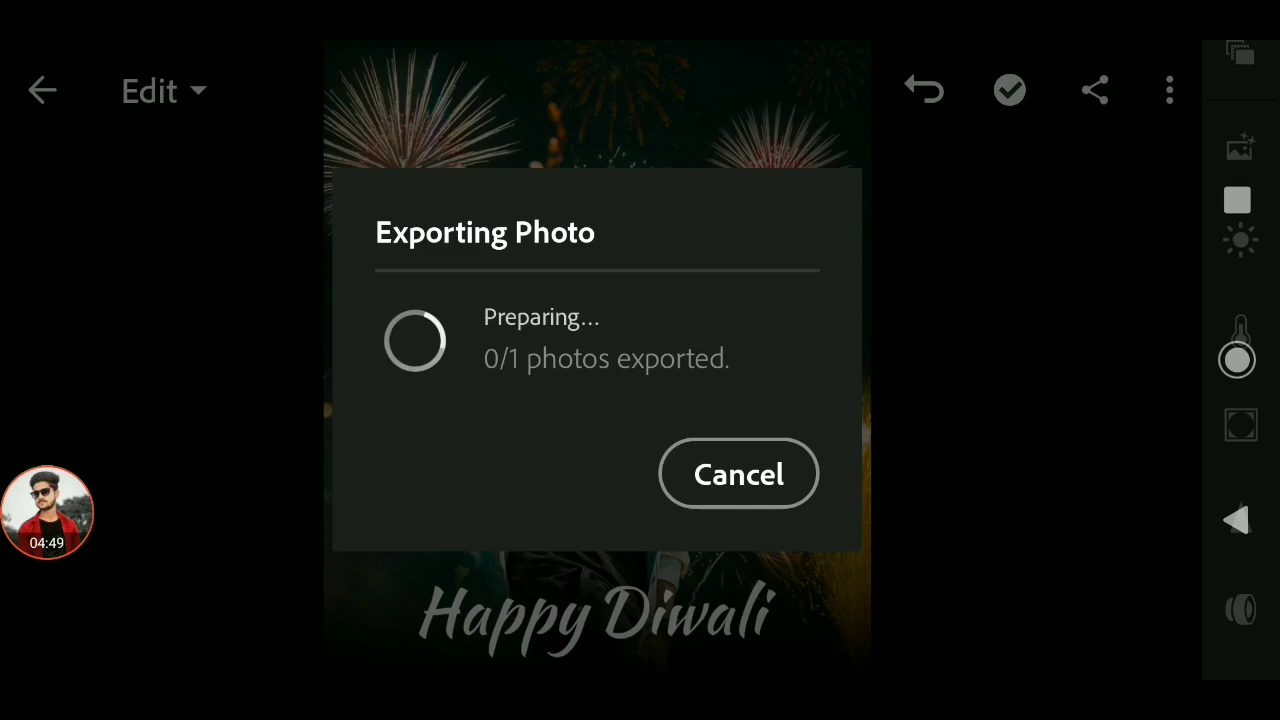 Edit
Exporting Photo
Preparing...
0/1 photos exported.
Cancel
04:49
Happy Diwali